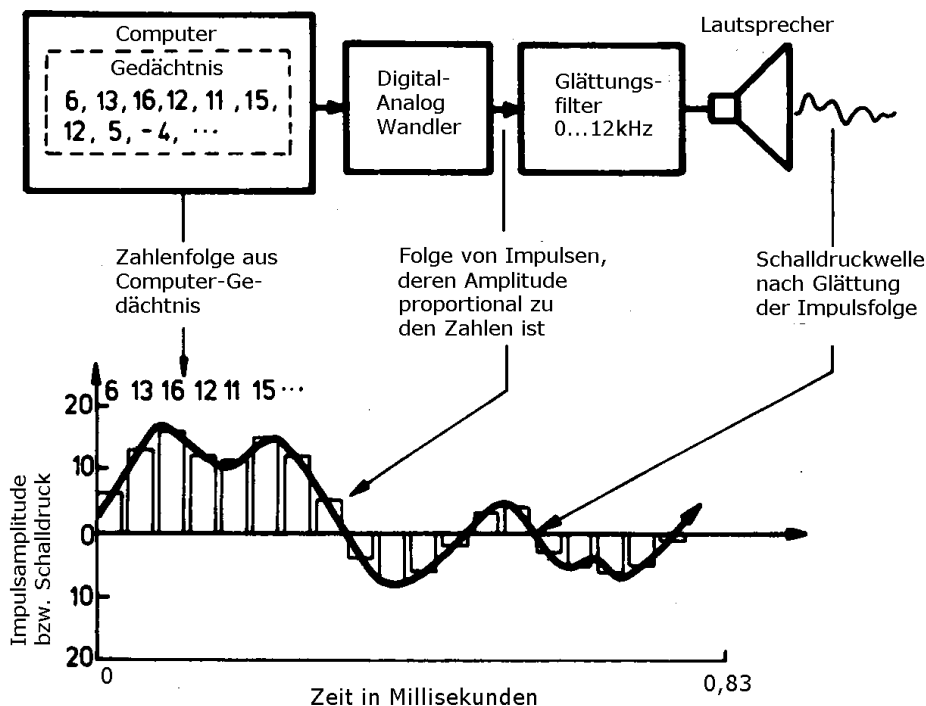 Computer
Gedächtnis
6, 13, 16, 12, 11, 15,
12, 5, -4, ...
Digital-
Analog
Wandler
Glättungs-
filter
0...12kHz
Lautsprecher
Zahlenfolge aus
Computer-Ge-
dächtnis
Folge von Impulsen,
deren Amplitude
proportional zu
den Zahlen ist
Schalldruckwelle
nach Glättung
der Impulsfolge
6 13 16 12 11 15 ...
20
10
0
10
20
Impulsamplitude
bzw. Schalldruck
0
0,83
Zeit in Millisekunden